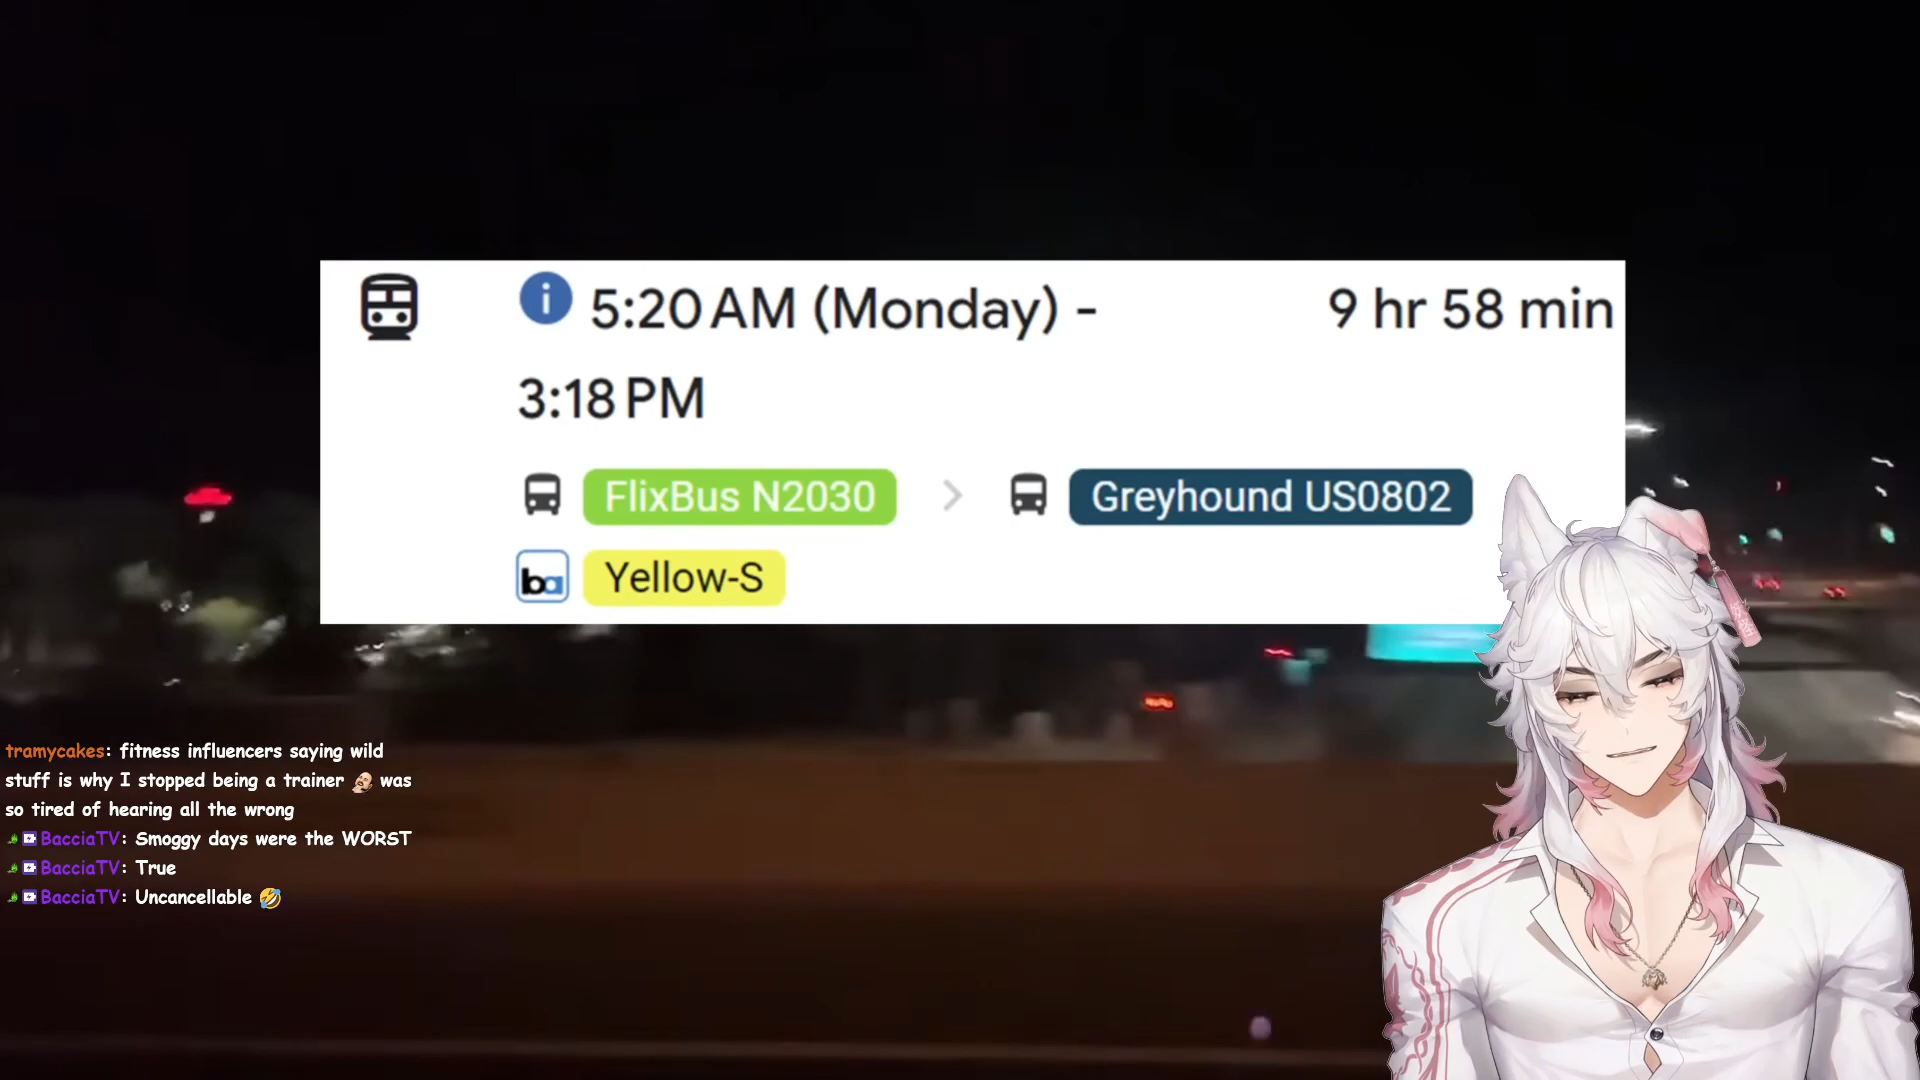 5:20 AM (Monday) - 9 hr 58 min
3:18 PM
FlixBus N2030 > Greyhound US0802
ba Yellow-S
tramycakes: fitness influencers saying wild
stuff is why I stopped being a trainer was
so tired of hearing all the wrong
BacciaTV: Smoggy days were the WORST
BacciaTV: True
BacciaTV: Uncancellable 🤣